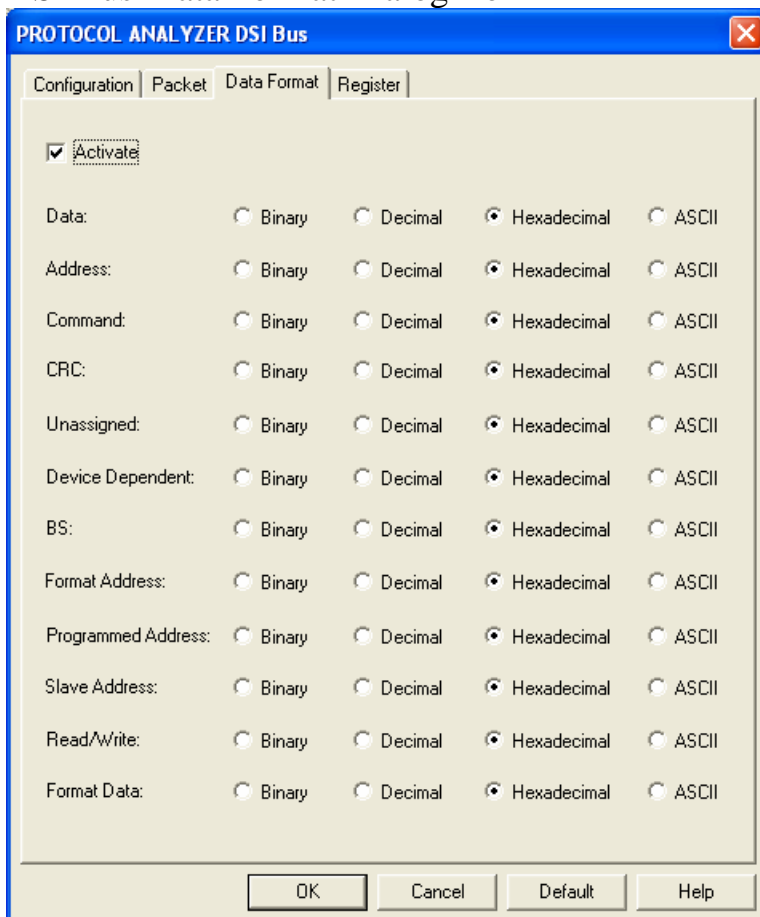 PROTOCOL ANALYZER DSI Bus
Configuration Packet Data Format Register
Activate
Data: Binary Decimal Hexadecimal ASCII
Address: Binary Decimal Hexadecimal ASCII
Command: Binary Decimal Hexadecimal ASCII
CRC: Binary Decimal Hexadecimal ASCII
Unassigned: Binary Decimal Hexadecimal ASCII
Device Dependent: Binary Decimal Hexadecimal ASCII
BS: Binary Decimal Hexadecimal ASCII
Format Address: Binary Decimal Hexadecimal ASCII
Programmed Address: Binary Decimal Hexadecimal ASCII
Slave Address: Binary Decimal Hexadecimal ASCII
Read/Write: Binary Decimal Hexadecimal ASCII
Format Data: Binary Decimal Hexadecimal ASCII
OK Cancel Default Help